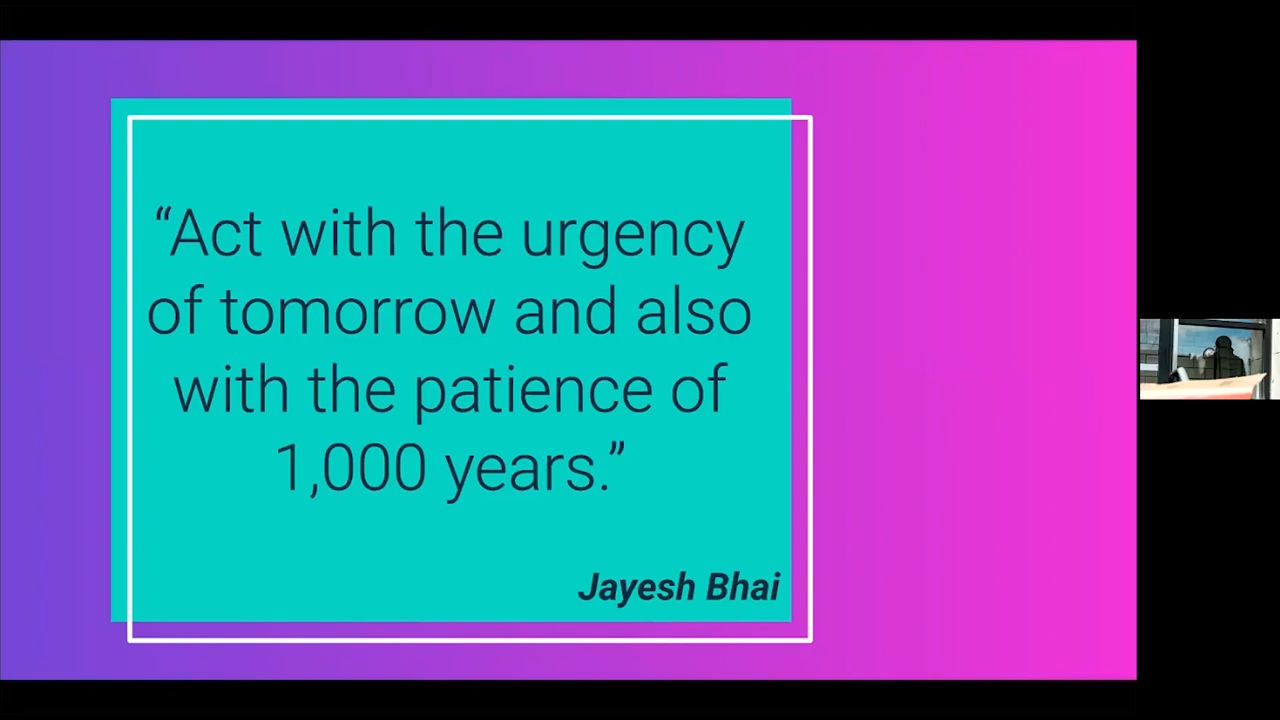 “Act with the urgency
of tomorrow and also
with the patience of
1,000 years.”
Jayesh Bhai